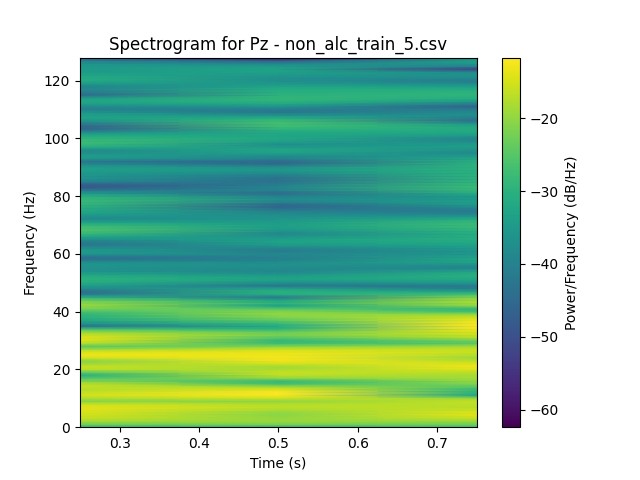 Spectrogram for Pz - non_alc_train_5.csv
120
100
80
60
40
20
0
Frequency (Hz)
0.3 0.4 0.5 0.6 0.7
Time (s)
−20
−30
−40
−50
−60
Power/Frequency (dB/Hz)